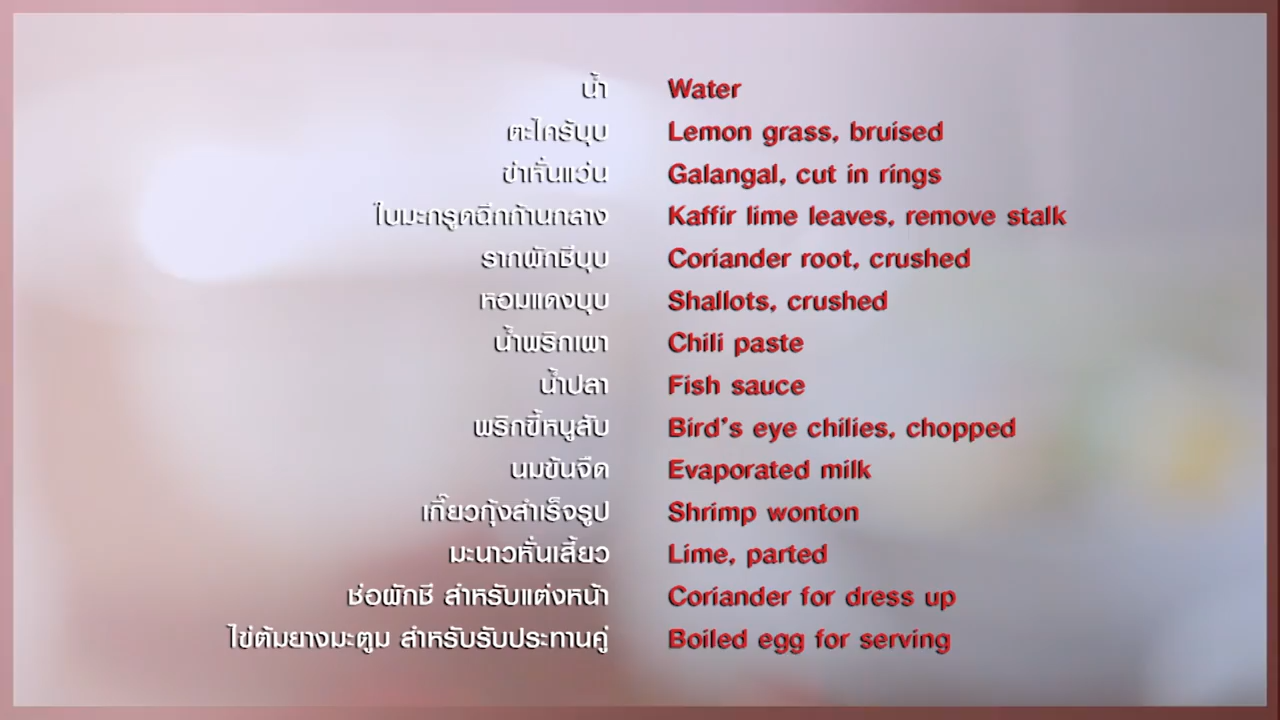 น้ำ Water
ตะไคร้บุบ Lemon grass, bruised
ข่าหั่นแว่น Galangal, cut in rings
ใบมะกรูดฉีกก้านกลาง Kaffir lime leaves, remove stalk
รากผักชีบุบ Coriander root, crushed
หอมแดงบุบ Shallots, crushed
น้ำพริกเผา Chili paste
น้ำปลา Fish sauce
พริกขี้หนูสับ Bird's eye chilies, chopped
นมข้นจืด Evaporated milk
เกี๊ยวกุ้งสำเร็จรูป Shrimp wonton
มะนาวหั่นเสี้ยว Lime, parted
ช่อผักชี สำหรับแต่งหน้า Coriander for dress up
ไข่ต้มยางมะตูม สำหรับรับประทานคู่ Boiled egg for serving